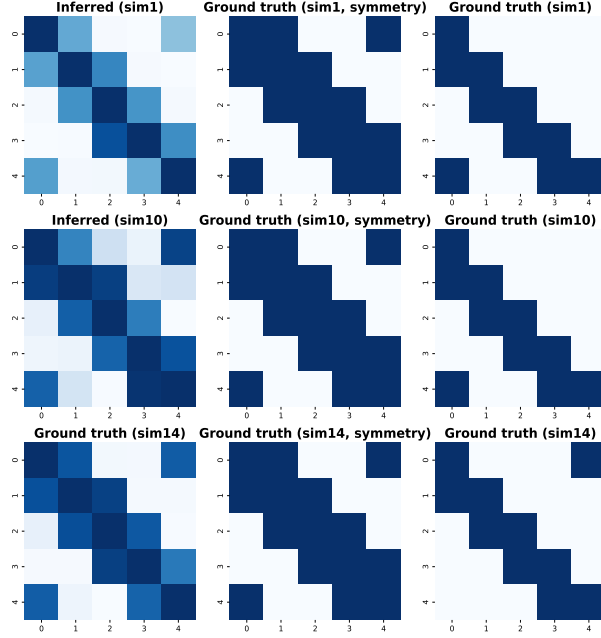 Inferred (sim1) Ground truth (sim1, symmetry) Ground truth (sim1)
0 0 0
1 1 1
2 2 2
3 3 3
4 4 4
0 1 2 3 4 0 1 2 3 4 0 1 2 3 4
Inferred (sim10) Ground truth (sim10, symmetry) Ground truth (sim10)
0 0 0
1 1 1
2 2 2
3 3 3
4 4 4
0 1 2 3 4 0 1 2 3 4 0 1 2 3 4
Ground truth (sim14) Ground truth (sim14, symmetry) Ground truth (sim14)
0 0 0
1 1 1
2 2 2
3 3 3
4 4 4
0 1 2 3 4 0 1 2 3 4 0 1 2 3 4